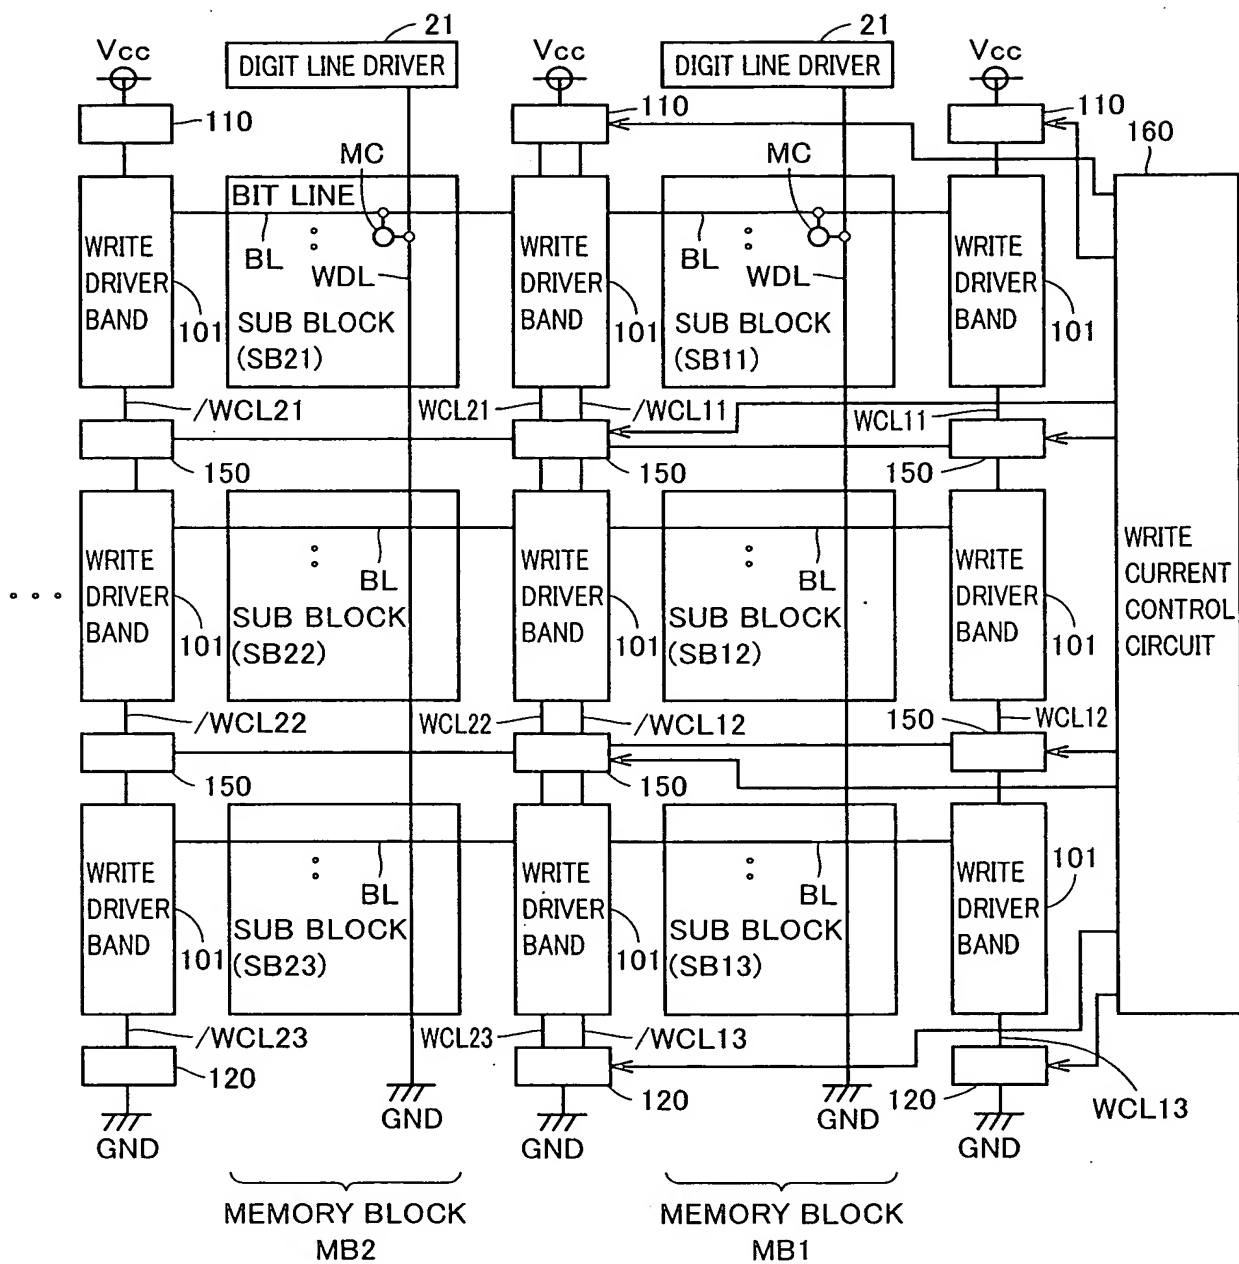 21
21
Vcc
Vcc
Vcc
DIGIT LINE DRIVER
DIGIT LINE DRIVER
110
110
110
160
MC
MC
BIT LINE
WRITE
DRIVER
BAND
101
BL
WDL
SUB BLOCK
(SB21)
WRITE
DRIVER
BAND
101
BL
WDL
SUB BLOCK
(SB11)
WRITE
DRIVER
BAND
101
/WCL21
WCL21
/WCL11
WCL11
150
150
150
WRITE
DRIVER
BAND
101
BL
SUB BLOCK
(SB22)
WRITE
DRIVER
BAND
101
BL
SUB BLOCK
(SB12)
WRITE
DRIVER
BAND
101
WRITE
CURRENT
CONTROL
CIRCUIT
/WCL22
WCL22
/WCL12
150
WCL12
150
150
WRITE
DRIVER
BAND
101
BL
SUB BLOCK
(SB23)
WRITE
DRIVER
BAND
101
BL
SUB BLOCK
(SB13)
WRITE
DRIVER
BAND
101
/WCL23
WCL23
/WCL13
120
120
120
WCL13
GND
GND
GND
GND
GND
MEMORY BLOCK
MB2
MEMORY BLOCK
MB1